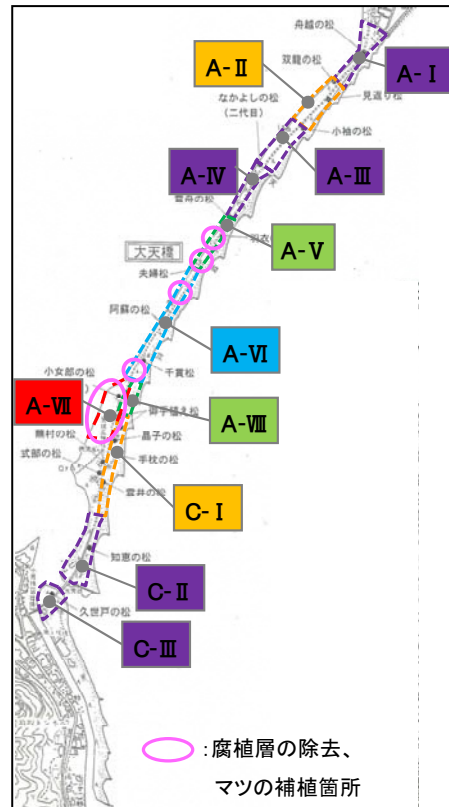 舟越の松
双龍の松
A-Ⅱ
A-Ⅰ
なかよしの松
(二代目)
見返り松
小袖の松
A-Ⅳ
A-Ⅲ
雪舟の松
A-Ⅴ
大天橋
夫婦松
阿蘇の松
A-Ⅵ
小女郎の松
千貫松
A-Ⅶ
御手植え松
A-Ⅷ
晶子の松
式部の松
手枕の松
C-Ⅰ
雲井の松
知恵の松
C-Ⅱ
久世戸の松
C-Ⅲ
:腐植層の除去、
マツの補植箇所